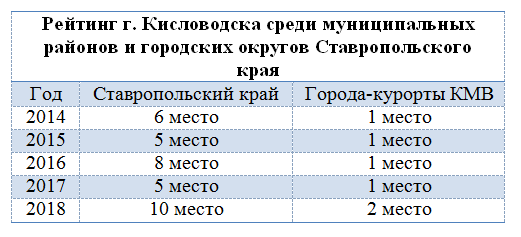 Рейтинг г. Кисловодска среди муниципальных
районов и городских округов Ставропольского
края
Год Ставропольский край Города-курорты КМВ
2014 6 место 1 место
2015 5 место 1 место
2016 8 место 1 место
2017 5 место 1 место
2018 10 место 2 место